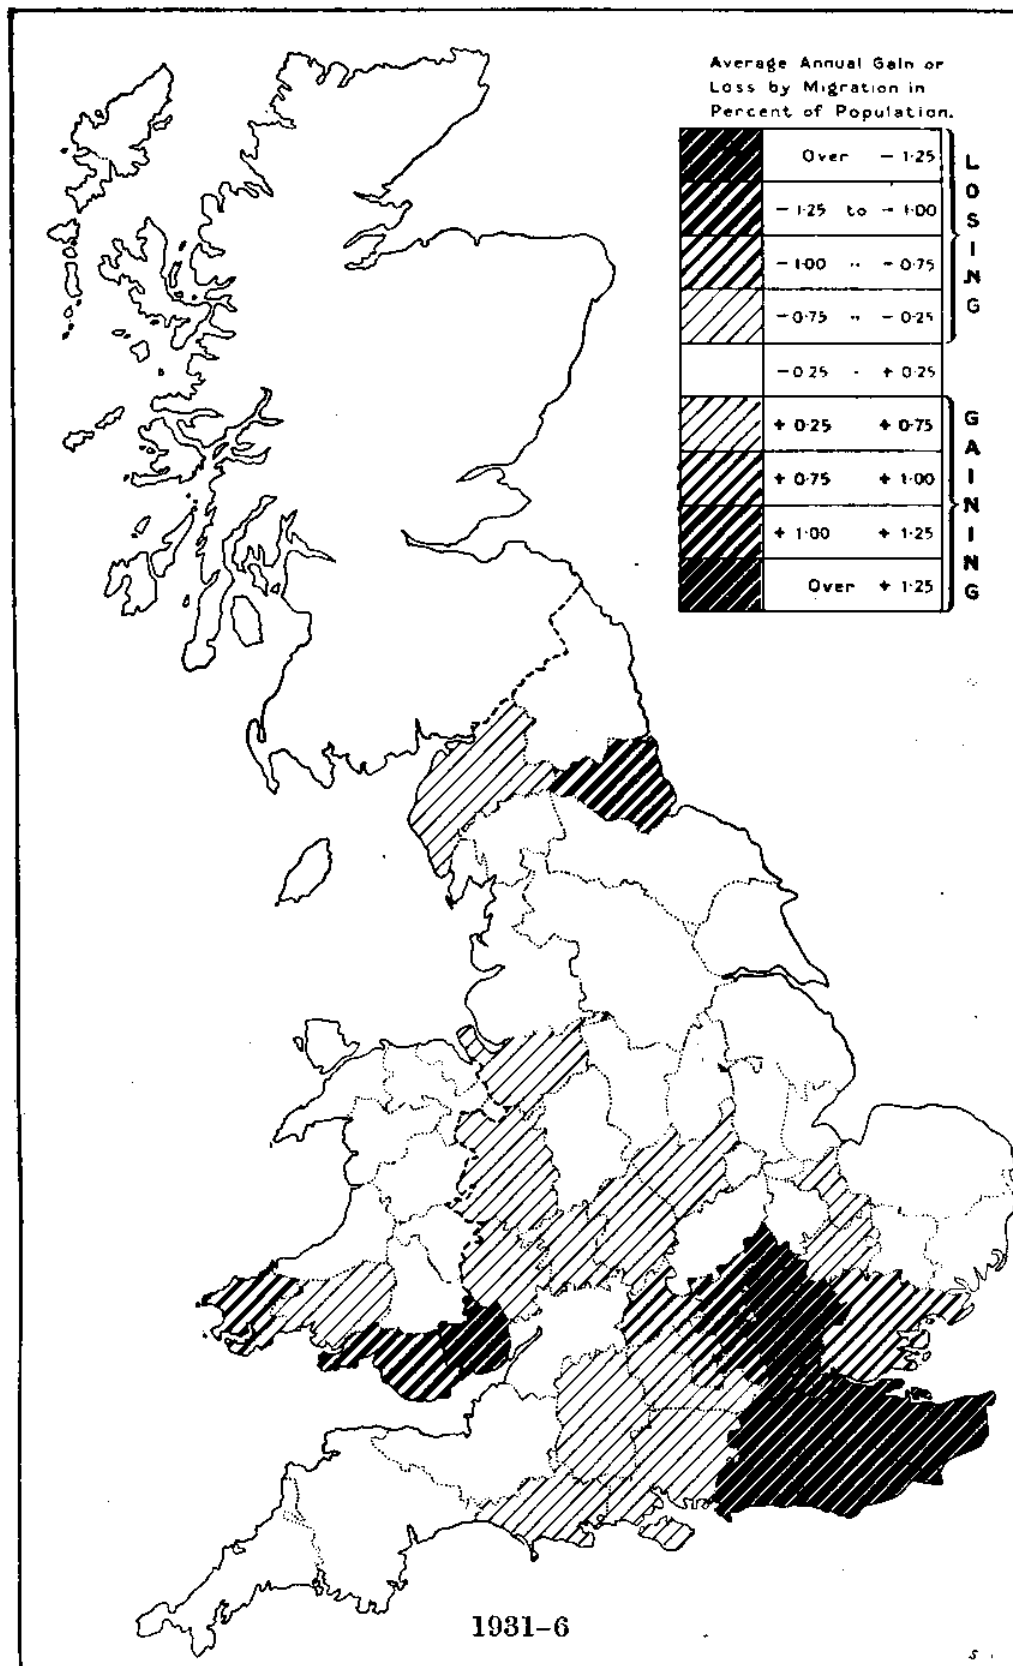 Average Annual Gain or
Loss by Migration in
Percent of Population.
Over - 1·25
- 1·25 to - 1·00
- 1·00 " - 0·75
- 0·75 " - 0·25
- 0·25 - + 0·25
+ 0·25 + 0·75
+ 0·75 + 1·00
+ 1·00 + 1·25
Over + 1·25
LOSING
GAINING
1931–6
S